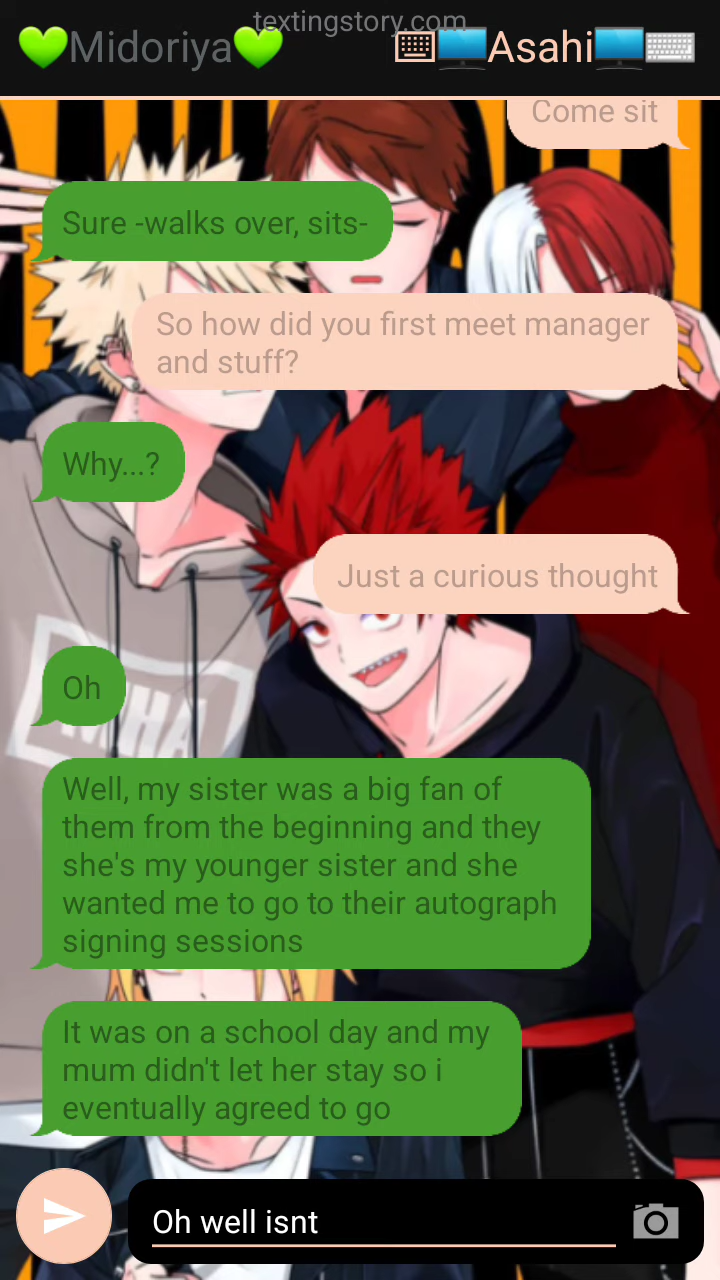 textingstory.com
💚Midoriya💚
⌨🖥Asahi🖥⌨
Come sit
Sure -walks over, sits-
So how did you first meet manager
and stuff?
Why...?
Just a curious thought
Oh
Well, my sister was a big fan of
them from the beginning and they
she's my younger sister and she
wanted me to go to their autograph
signing sessions
It was on a school day and my
mum didn't let her stay so i
eventually agreed to go
Oh well isnt